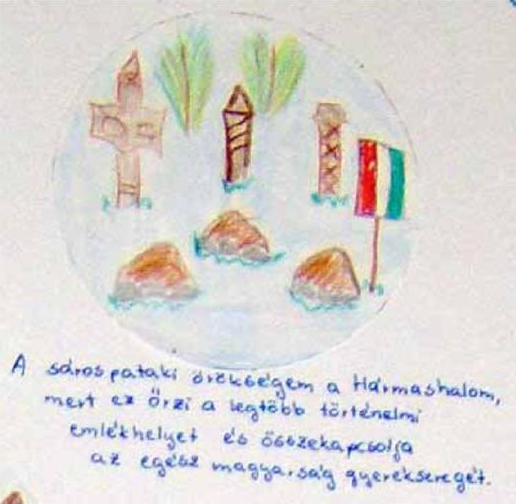 A sárospataki örökségem a Hármashalom,
mert ez Őrzi a legtöbb történelmi
emlékhelyet és összekapcsolja
az egész magyarság gyereksereget.